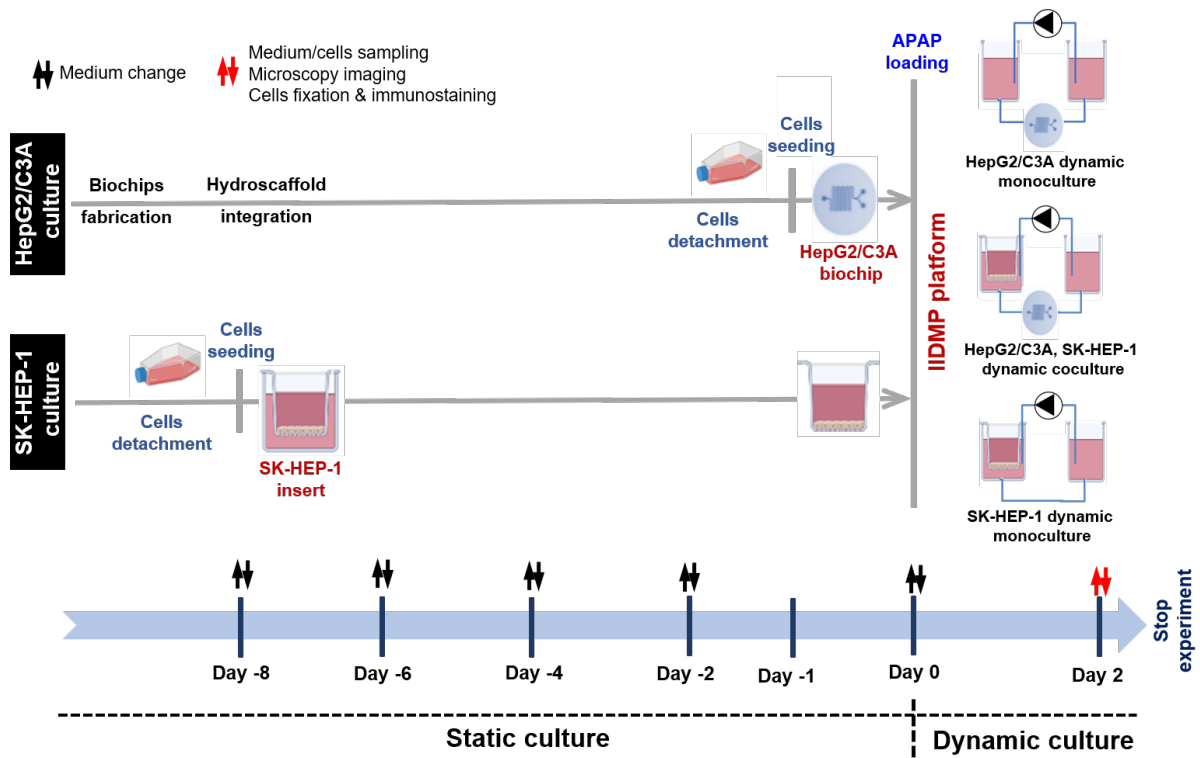 Medium change
Medium/cells sampling
Microscopy imaging
Cells fixation & immunostaining
APAP
loading
HepG2/C3A
culture
Biochips
fabrication
Hydroscaffold
integration
Cells
seeding
Cells
detachment
HepG2/C3A
biochip
HepG2/C3A dynamic
monoculture
IIDMP platform
HepG2/C3A, SK-HEP-1
dynamic coculture
SK-HEP-1
culture
Cells
seeding
Cells
detachment
SK-HEP-1
insert
SK-HEP-1 dynamic
monoculture
Day -8
Day -6
Day -4
Day -2
Day -1
Day 0
Day 2
Stop
experiment
Static culture
Dynamic culture